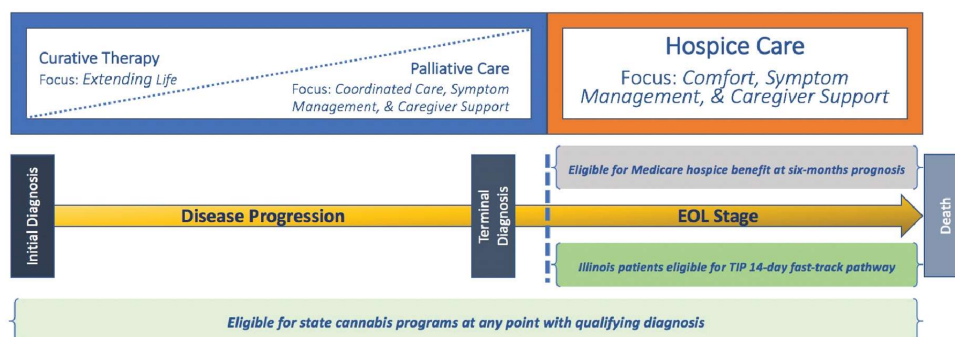 Curative Therapy
Focus: Extending Life
Palliative Care
Focus: Coordinated Care, Symptom
Management, & Caregiver Support
Hospice Care
Focus: Comfort, Symptom
Management, & Caregiver Support
Initial Diagnosis
Disease Progression
Terminal
Diagnosis
Eligible for Medicare hospice benefit at six-months prognosis
EOL Stage
Illinois patients eligible for TIP 14-day fast-track pathway
Death
Eligible for state cannabis programs at any point with qualifying diagnosis